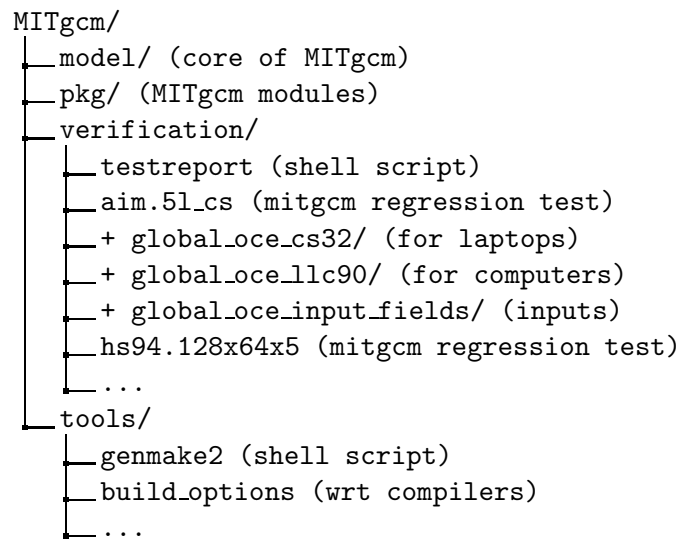 MITgcm/
model/ (core of MITgcm)
pkg/ (MITgcm modules)
verification/
testreport (shell script)
aim.5l_cs (mitgcm regression test)
+ global_oce_cs32/ (for laptops)
+ global_oce_llc90/ (for computers)
+ global_oce_input_fields/ (inputs)
hs94.128x64x5 (mitgcm regression test)
...
tools/
genmake2 (shell script)
build_options (wrt compilers)
...